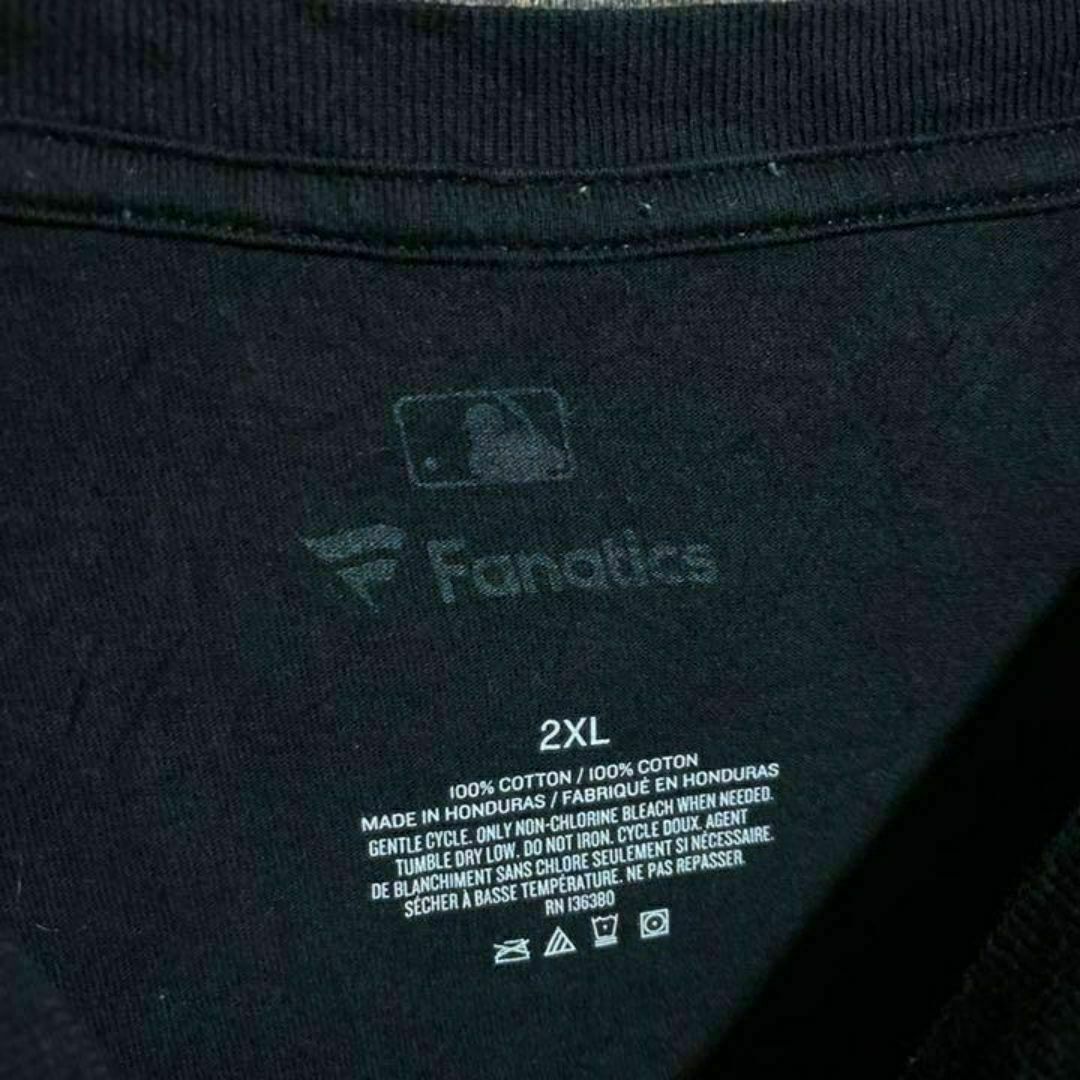 Fanatics
2XL
100% COTTON / 100% COTON
MADE IN HONDURAS / FABRIQUÉ EN HONDURAS
GENTLE CYCLE. ONLY NON-CHLORINE BLEACH WHEN NEEDED.
TUMBLE DRY LOW. DO NOT IRON. CYCLE DOUX. AGENT
DE BLANCHIMENT SANS CHLORE SEULEMENT SI NÉCESSAIRE.
SÉCHER À BASSE TEMPÉRATURE. NE PAS REPASSER.
RN 136380